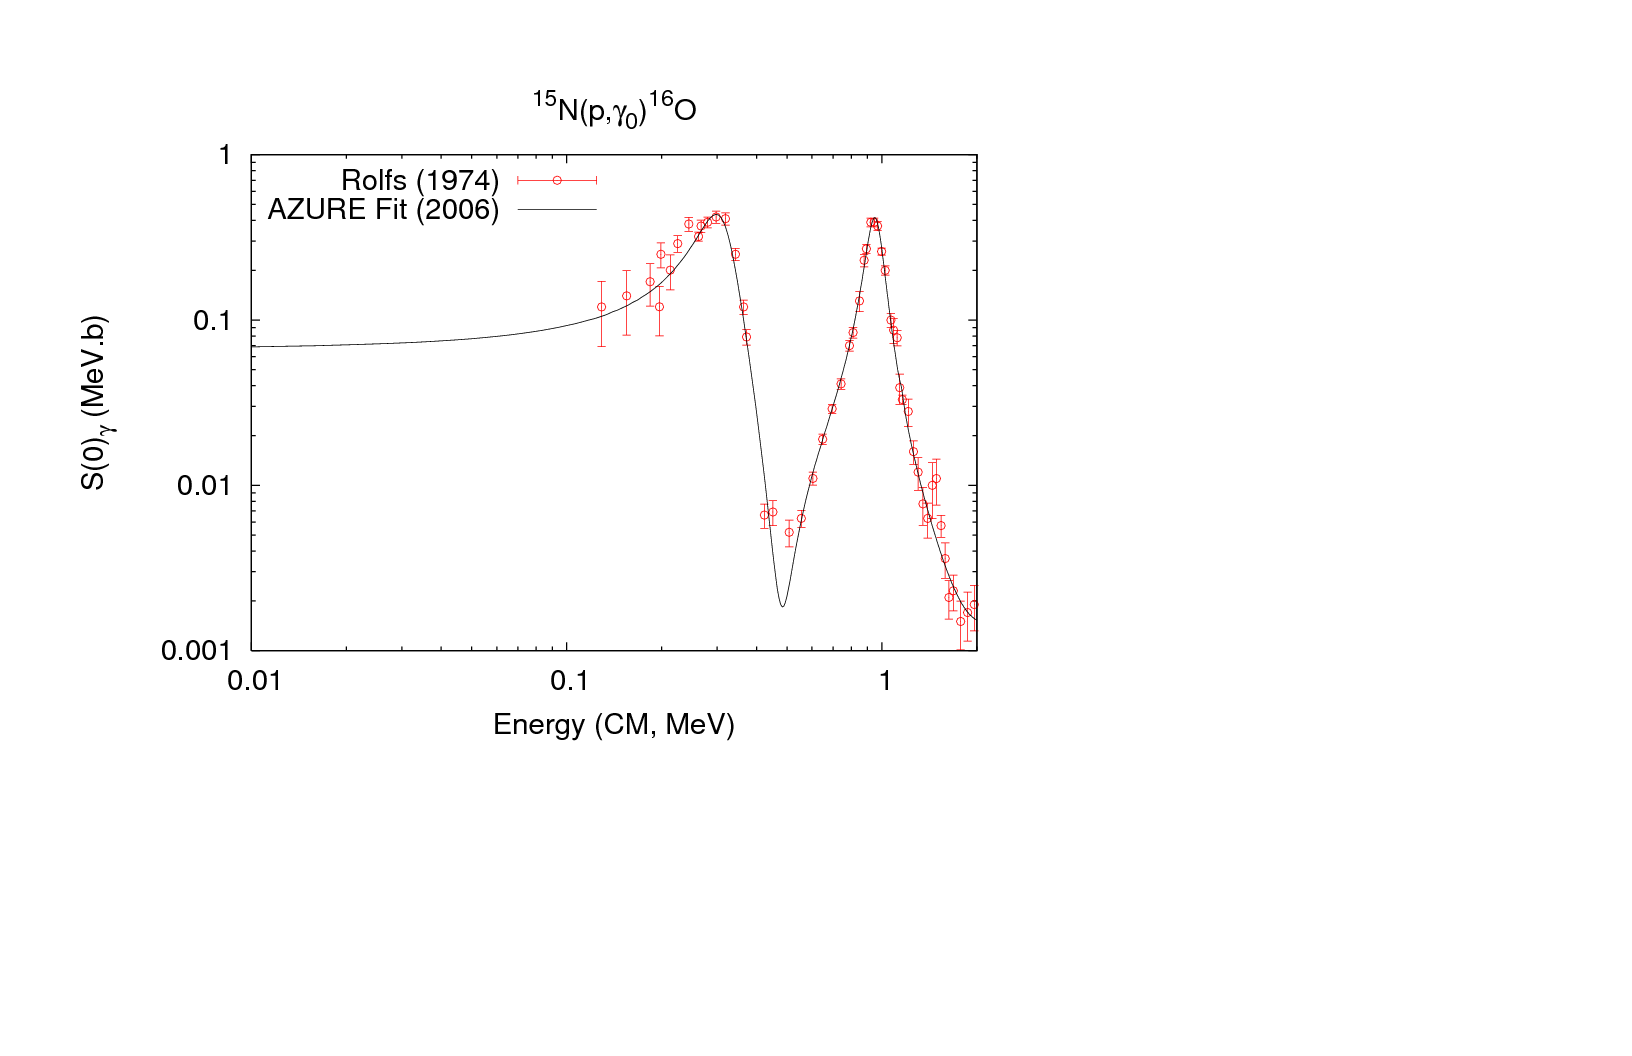 ¹⁵N(p,γ₀)¹⁶O
1
Rolfs (1974)
AZURE Fit (2006)
0.1
S(0)ᵧ (MeV.b)
0.01
0.001
0.01 0.1 1
Energy (CM, MeV)